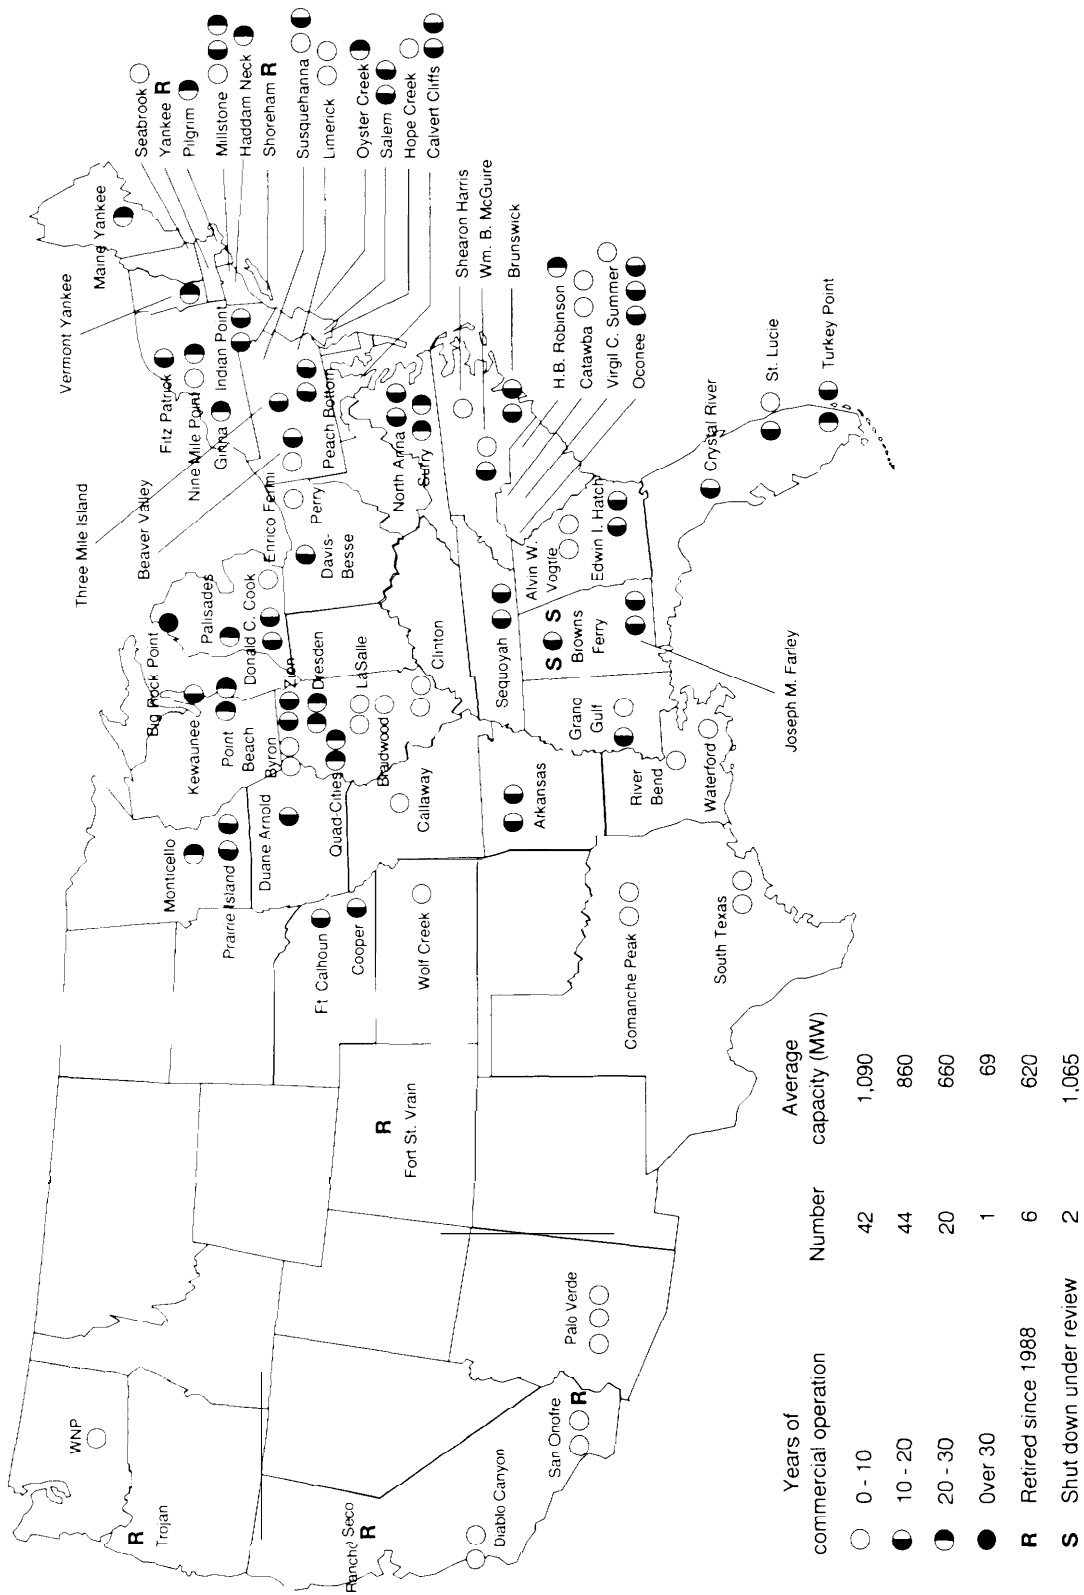 Seabrook
Yankee R
Pilgrim
Millstone
Haddam Neck
Shoreham R
Susquehanna
Limerick
Oyster Creek
Salem
Hope Creek
Calvert Cliffs
Maine Yankee
Vermont Yankee
Fitz Patrick
Nine Mile Point
Ginna
Indian Point
Three Mile Island
Beaver Valley
Peach Bottom
Enrico Fermi
Perry
Davis-
Besse
North Anna
Surry
Shearon Harris
Wm. B. McGuire
Brunswick
H.B. Robinson
Catawba
Virgil C. Summer
Oconee
St. Lucie
Turkey Point
Crystal River
Big Rock Point
Palisades
Donald C. Cook
Kewaunee
Point
Beach
Zion
Byron
Dresden
LaSalle
Quad-Cities
Braidwood
Clinton
Alvin W.
Vogtle
Edwin I. Hatch
Sequoyah
S S
Browns
Ferry
Joseph M. Farley
Grand
Gulf
River
Bend
Waterford
Monticello
Prairie Island
Duane Arnold
Callaway
Arkansas
Ft Calhoun
Cooper
Wolf Creek
Comanche Peak
South Texas
R
Fort St. Vrain
WNP
R
Trojan
Rancho Seco
R
Diablo Canyon
San Onofre
R
Palo Verde
Years of
commercial operation
Number
Average
capacity (MW)
0 - 10 42 1,090
10 - 20 44 860
20 - 30 20 660
Over 30 1 69
R Retired since 1988 6 620
S Shut down under review 2 1,065